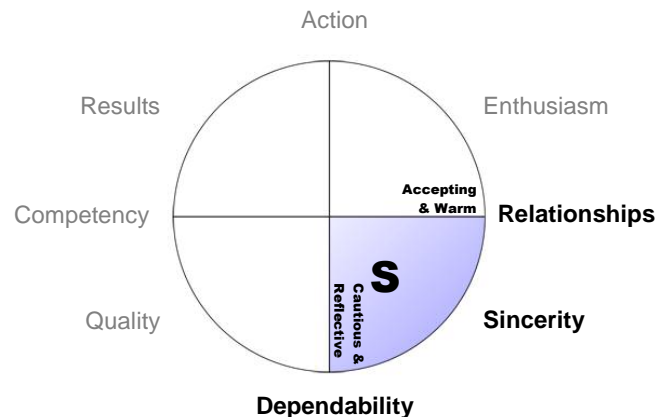 Action
Results
Enthusiasm
Accepting
& Warm
Competency
Relationships
S
Cautious &
Reflective
Quality
Sincerity
Dependability